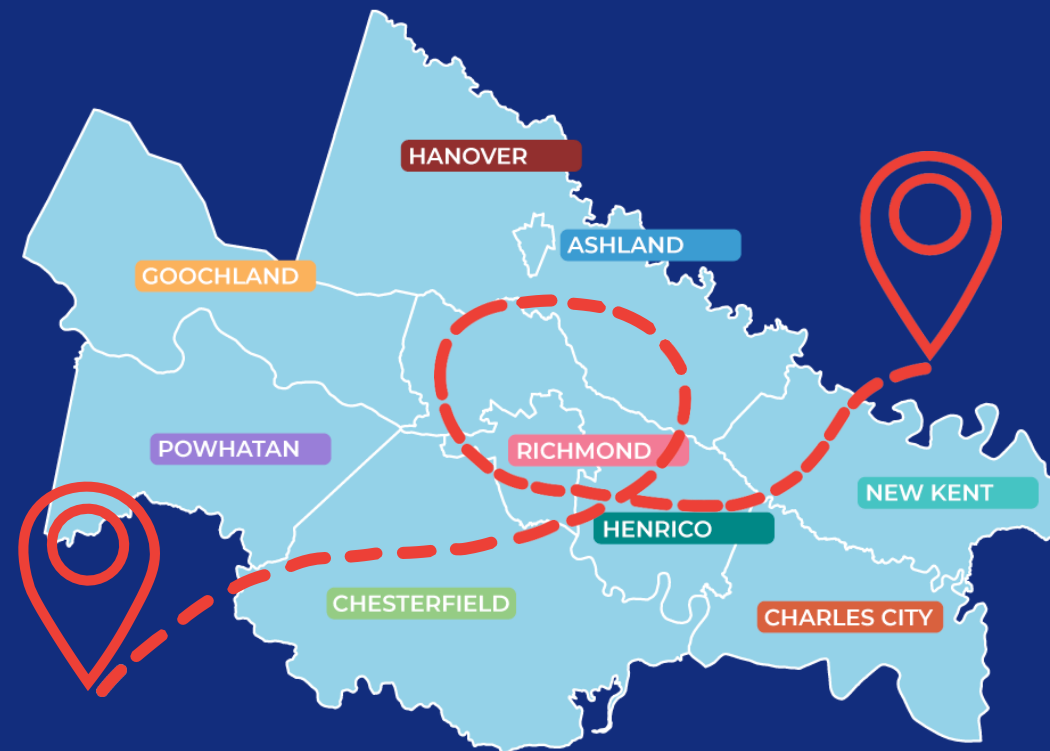 HANOVER
ASHLAND
GOOCHLAND
POWHATAN
RICHMOND
NEW KENT
HENRICO
CHESTERFIELD
CHARLES CITY